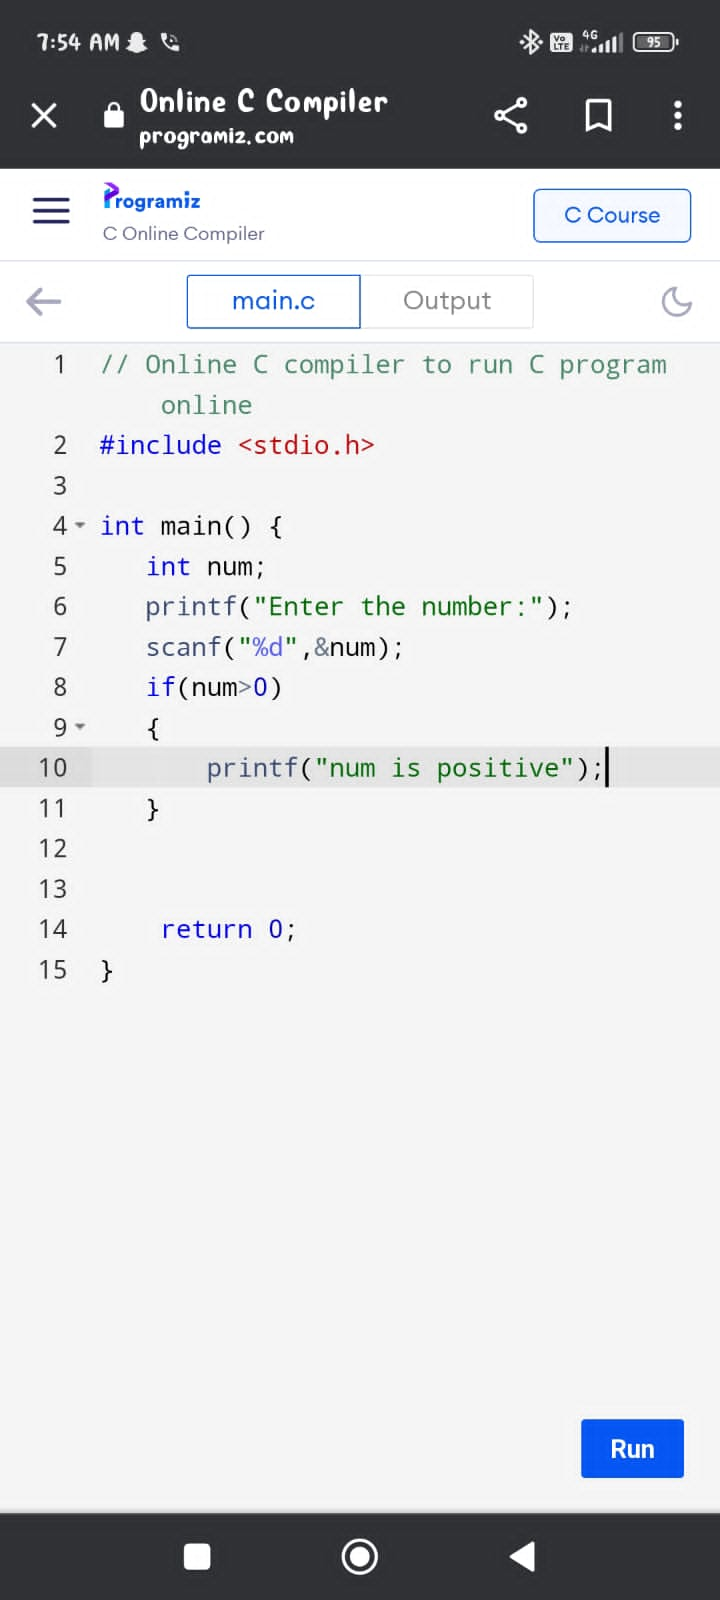 7:54 AM
Vo LTE 4G 95
Online C Compiler
programiz.com
Programiz
C Online Compiler
C Course
main.c
Output
1 // Online C compiler to run C program
online
2 #include <stdio.h>
3
4 int main() {
5 int num;
6 printf("Enter the number:");
7 scanf("%d",&num);
8 if(num>0)
9 {
10 printf("num is positive");
11 }
12
13
14 return 0;
15 }
Run